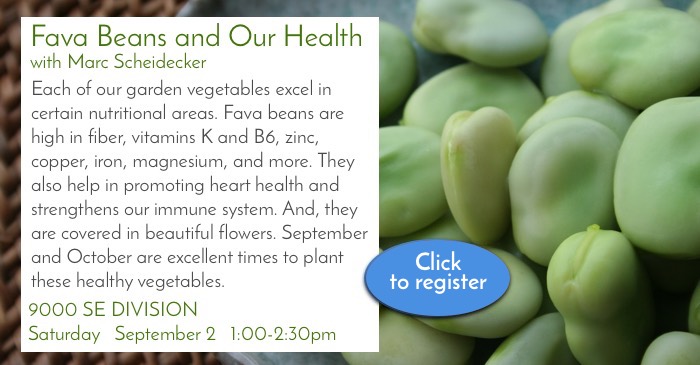 Fava Beans and Our Health
with Marc Scheidecker
Each of our garden vegetables excel in
certain nutritional areas. Fava beans are
high in fiber, vitamins K and B6, zinc,
copper, iron, magnesium, and more. They
also help in promoting heart health and
strengthens our immune system. And, they
are covered in beautiful flowers. September
and October are excellent times to plant
these healthy vegetables.
Click
to register
9000 SE DIVISION
Saturday September 2 1:00-2:30pm